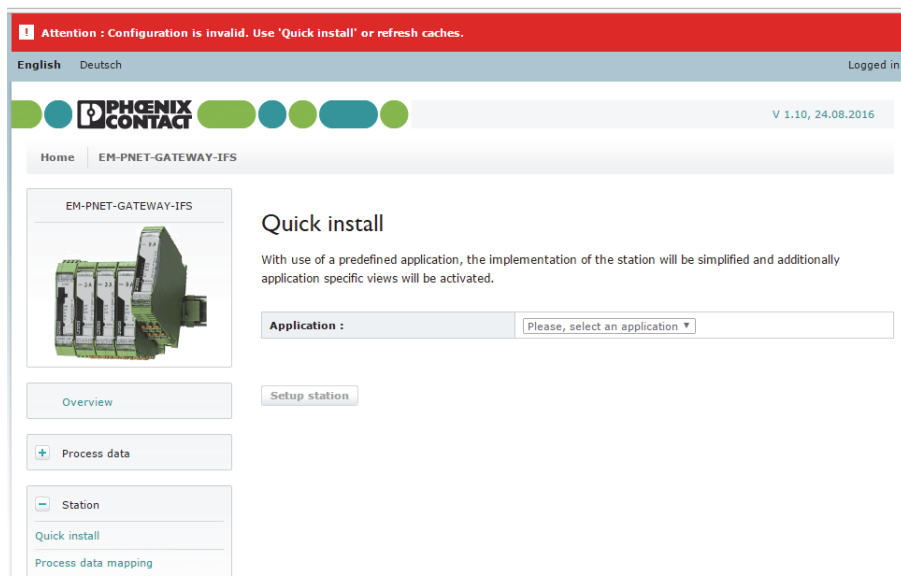 ! Attention : Configuration is invalid. Use 'Quick install' or refresh caches.
English Deutsch Logged in
PHŒNIX
CONTACT
V 1.10, 24.08.2016
Home EM-PNET-GATEWAY-IFS
EM-PNET-GATEWAY-IFS
Quick install
With use of a predefined application, the implementation of the station will be simplified and additionally
application specific views will be activated.
Application : Please, select an application
Setup station
Overview
+ Process data
− Station
Quick install
Process data mapping